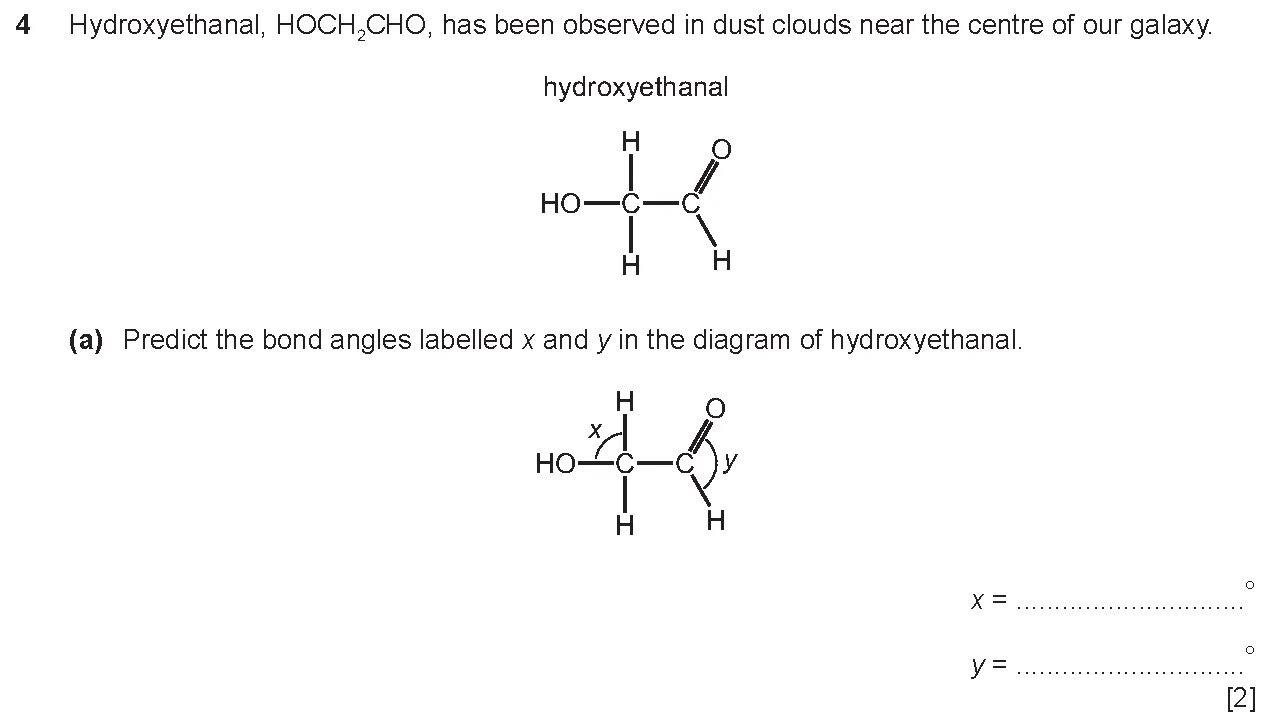 4 Hydroxyethanal, HOCH₂CHO, has been observed in dust clouds near the centre of our galaxy.
hydroxyethanal
H
O
HO C C
H
H
(a) Predict the bond angles labelled x and y in the diagram of hydroxyethanal.
H
O
x
HO C C y
H
H
x = ..............................°
y = ..............................°
[2]